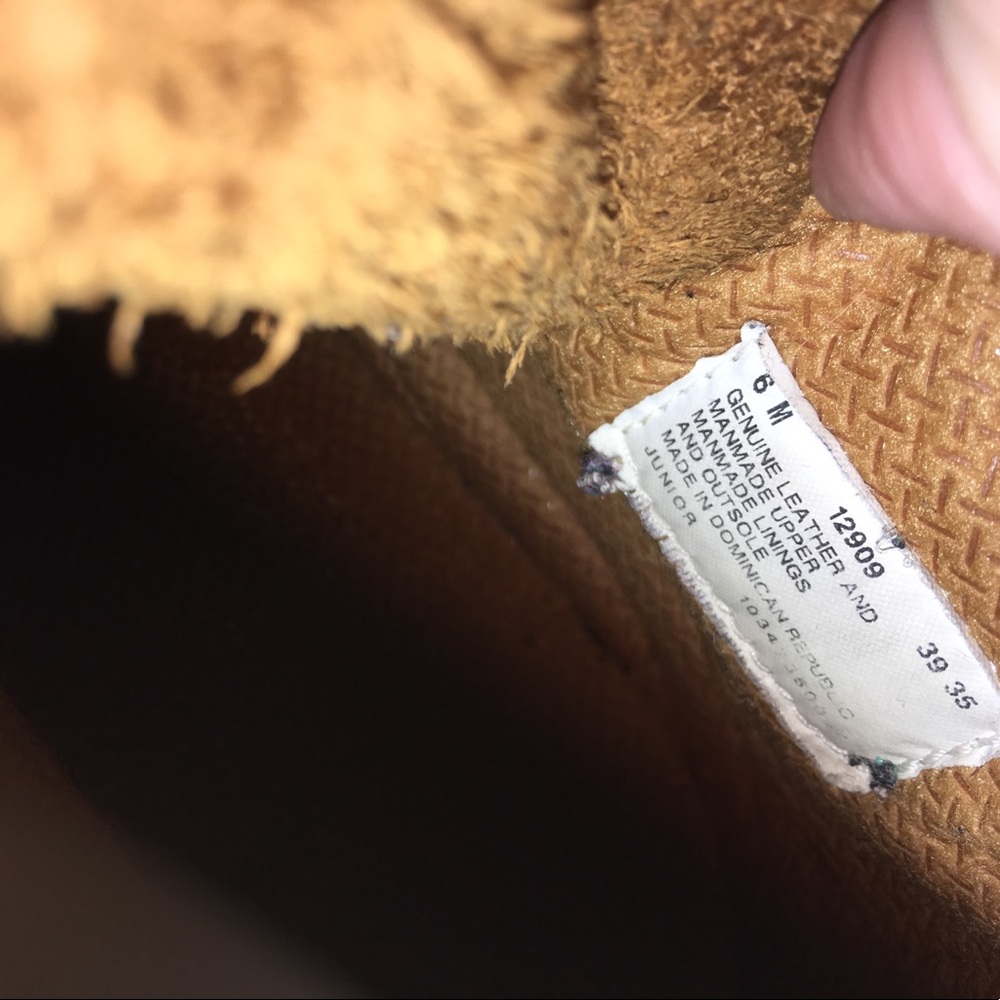 6 M 12909 39 35
GENUINE LEATHER AND
MANMADE UPPER
MANMADE LININGS
AND OUTSOLE
MADE IN DOMINICAN REPUBLIC
JUNIOR